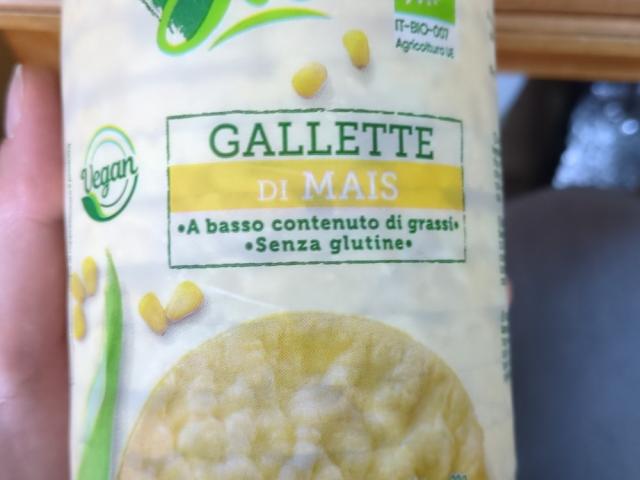 IT-BIO-007
Agricoltura UE
Vegan
GALLETTE
DI MAIS
•A basso contenuto di grassi•
•Senza glutine•